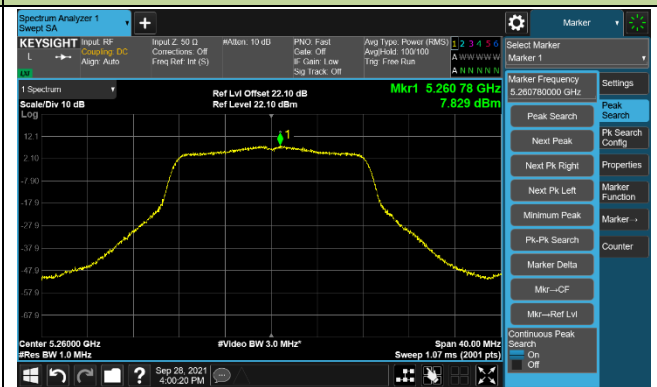 Spectrum Analyzer 1
Swept SA
Marker
KEYSIGHT
Input: RF
Coupling: DC
Align: Auto
Input Z: 50 Ω
Corrections: Off
Freq Ref: Int (S)
#Atten: 10 dB
PNO: Fast
Gate: Off
IF Gain: Low
Sig Track: Off
Avg Type: Power (RMS)
Avg|Hold: 100/100
Trig: Free Run
1 2 3 4 5 6
A W W W W W
A N N N N N
L
Select Marker
Marker 1
1 Spectrum
Scale/Div 10 dB
Log
Ref Lvl Offset 22.10 dB
Ref Level 22.10 dBm
Mkr1 5.260 78 GHz
7.829 dBm
1
12.1
2.10
-7.90
-17.9
-27.9
-37.9
-47.9
-57.9
-67.9
Center 5.26000 GHz
#Res BW 1.0 MHz
#Video BW 3.0 MHz*
Span 40.00 MHz
Sweep 1.07 ms (2001 pts)
Marker Frequency
5.260780000 GHz
Peak Search
Next Peak
Next Pk Right
Next Pk Left
Minimum Peak
Pk-Pk Search
Marker Delta
Mkr→CF
Mkr→Ref Lvl
Continuous Peak
Search
On
Off
Settings
Peak
Search
Pk Search
Config
Properties
Marker
Function
Marker→
Counter
Sep 28, 2021
4:00:20 PM